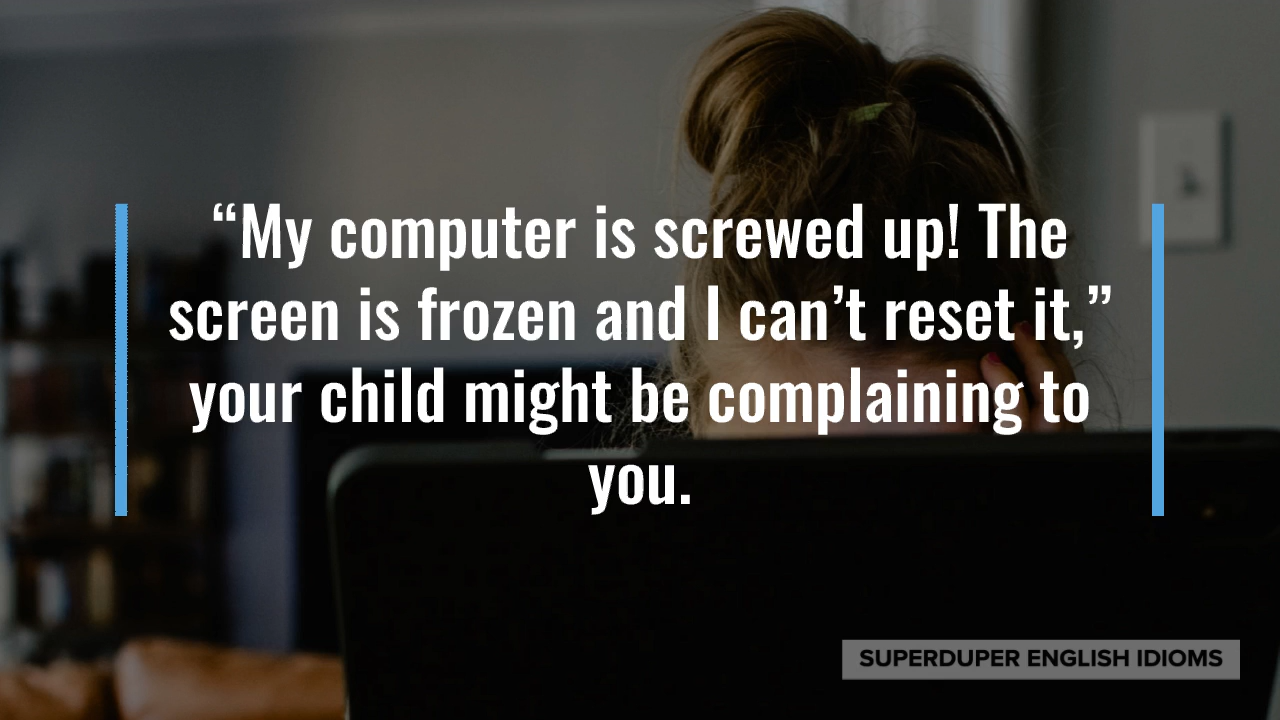 “My computer is screwed up! The
screen is frozen and I can’t reset it,”
your child might be complaining to
you.
SUPERDUPER ENGLISH IDIOMS